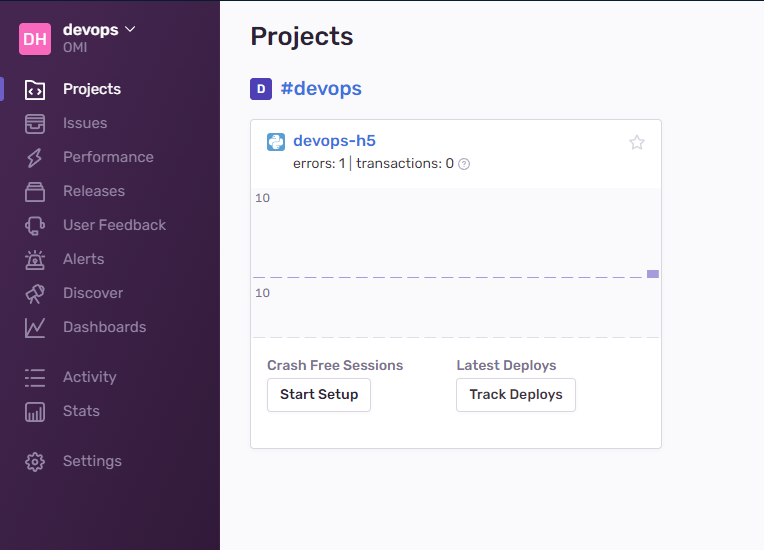 DH
devops
OMI
Projects
Issues
Performance
Releases
User Feedback
Alerts
Discover
Dashboards
Activity
Stats
Settings
Projects
D #devops
devops-h5
errors: 1 | transactions: 0 ?
10
10
Crash Free Sessions
Start Setup
Latest Deploys
Track Deploys